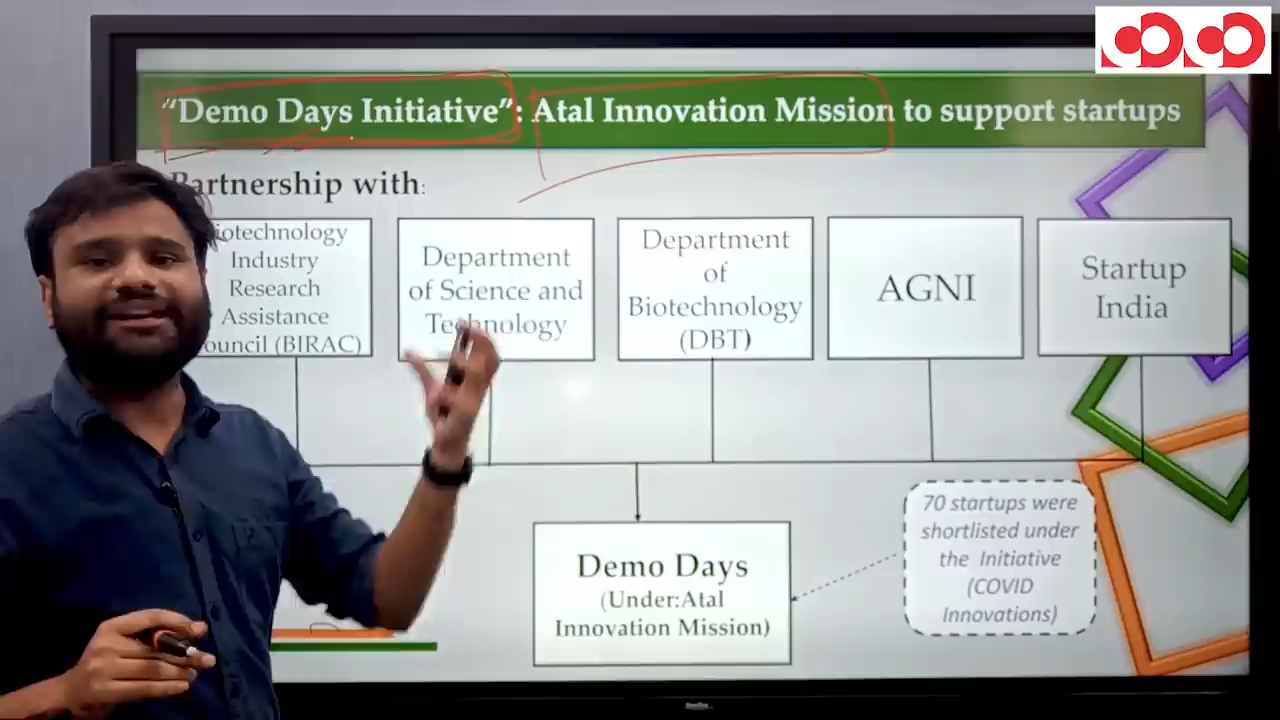 “Demo Days Initiative”: Atal Innovation Mission to support startups
Partnership with:
iotechnology
Industry
Research
Assistance
ouncil (BIRAC)
Department
of Science and
Technology
Department
of
Biotechnology
(DBT)
AGNI
Startup
India
Demo Days
(Under:Atal
Innovation Mission)
70 startups were
shortlisted under
the Initiative
(COVID
Innovations)